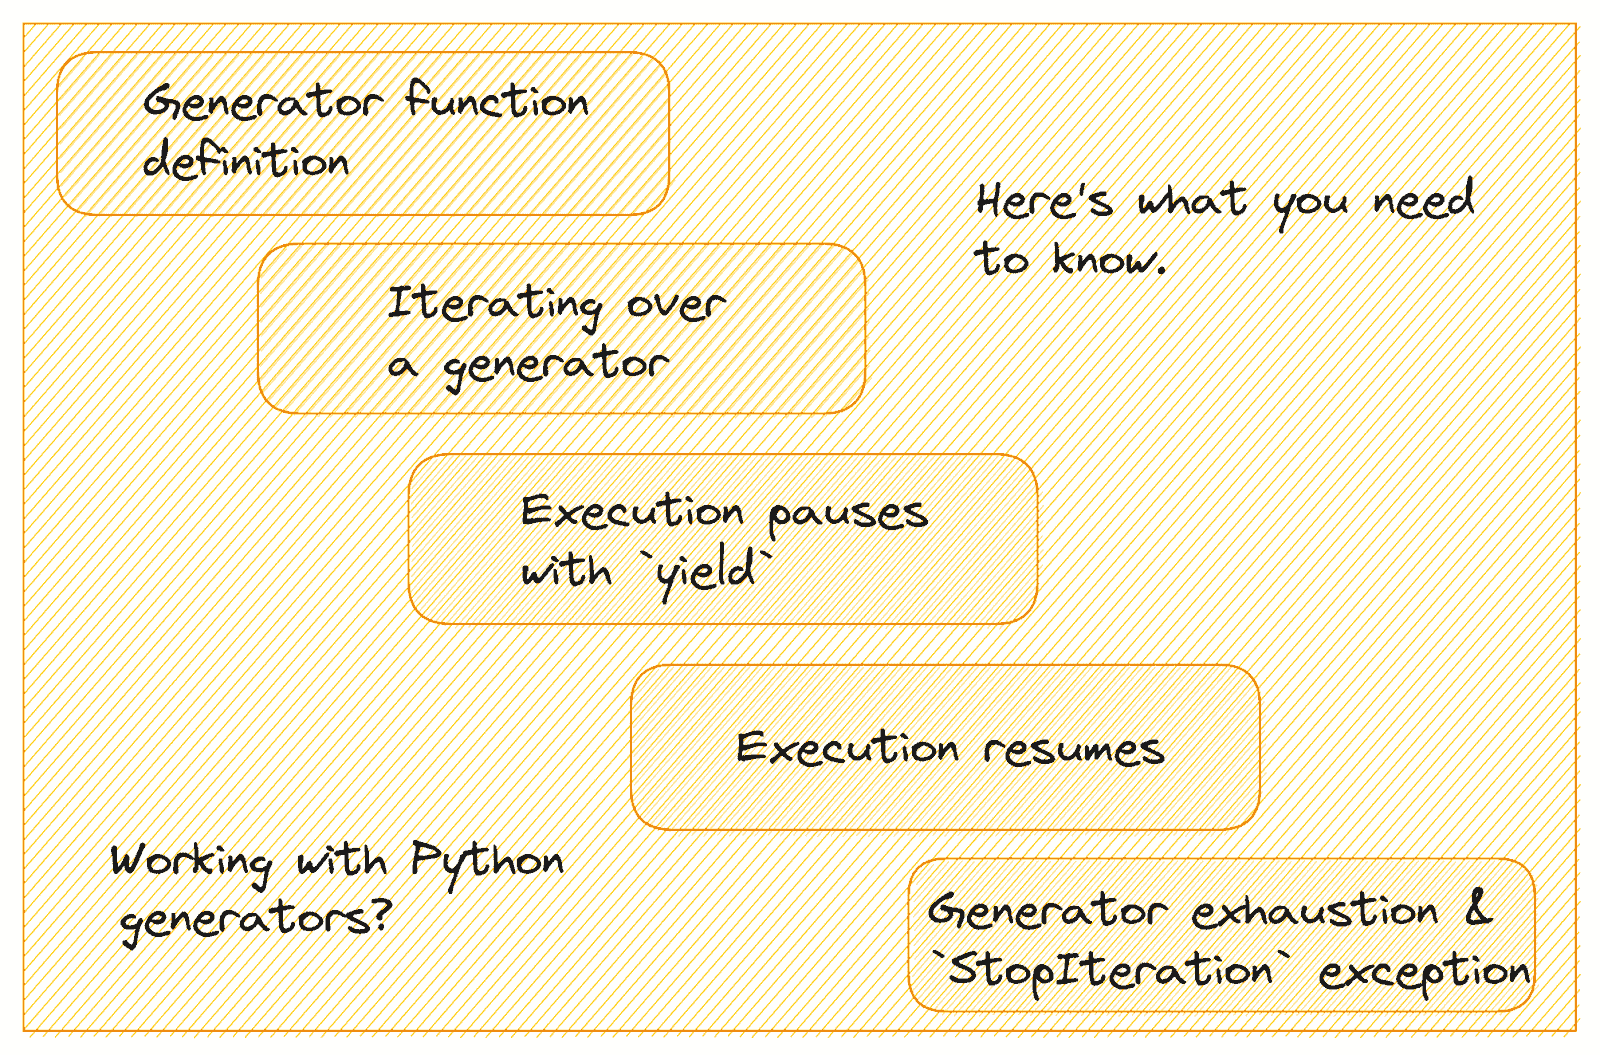 Generator function
definition
Here's what you need
to know.
Iterating over
a generator
Execution pauses
with `yield`
Execution resumes
Working with Python
generators?
Generator exhaustion &
`StopIteration` exception